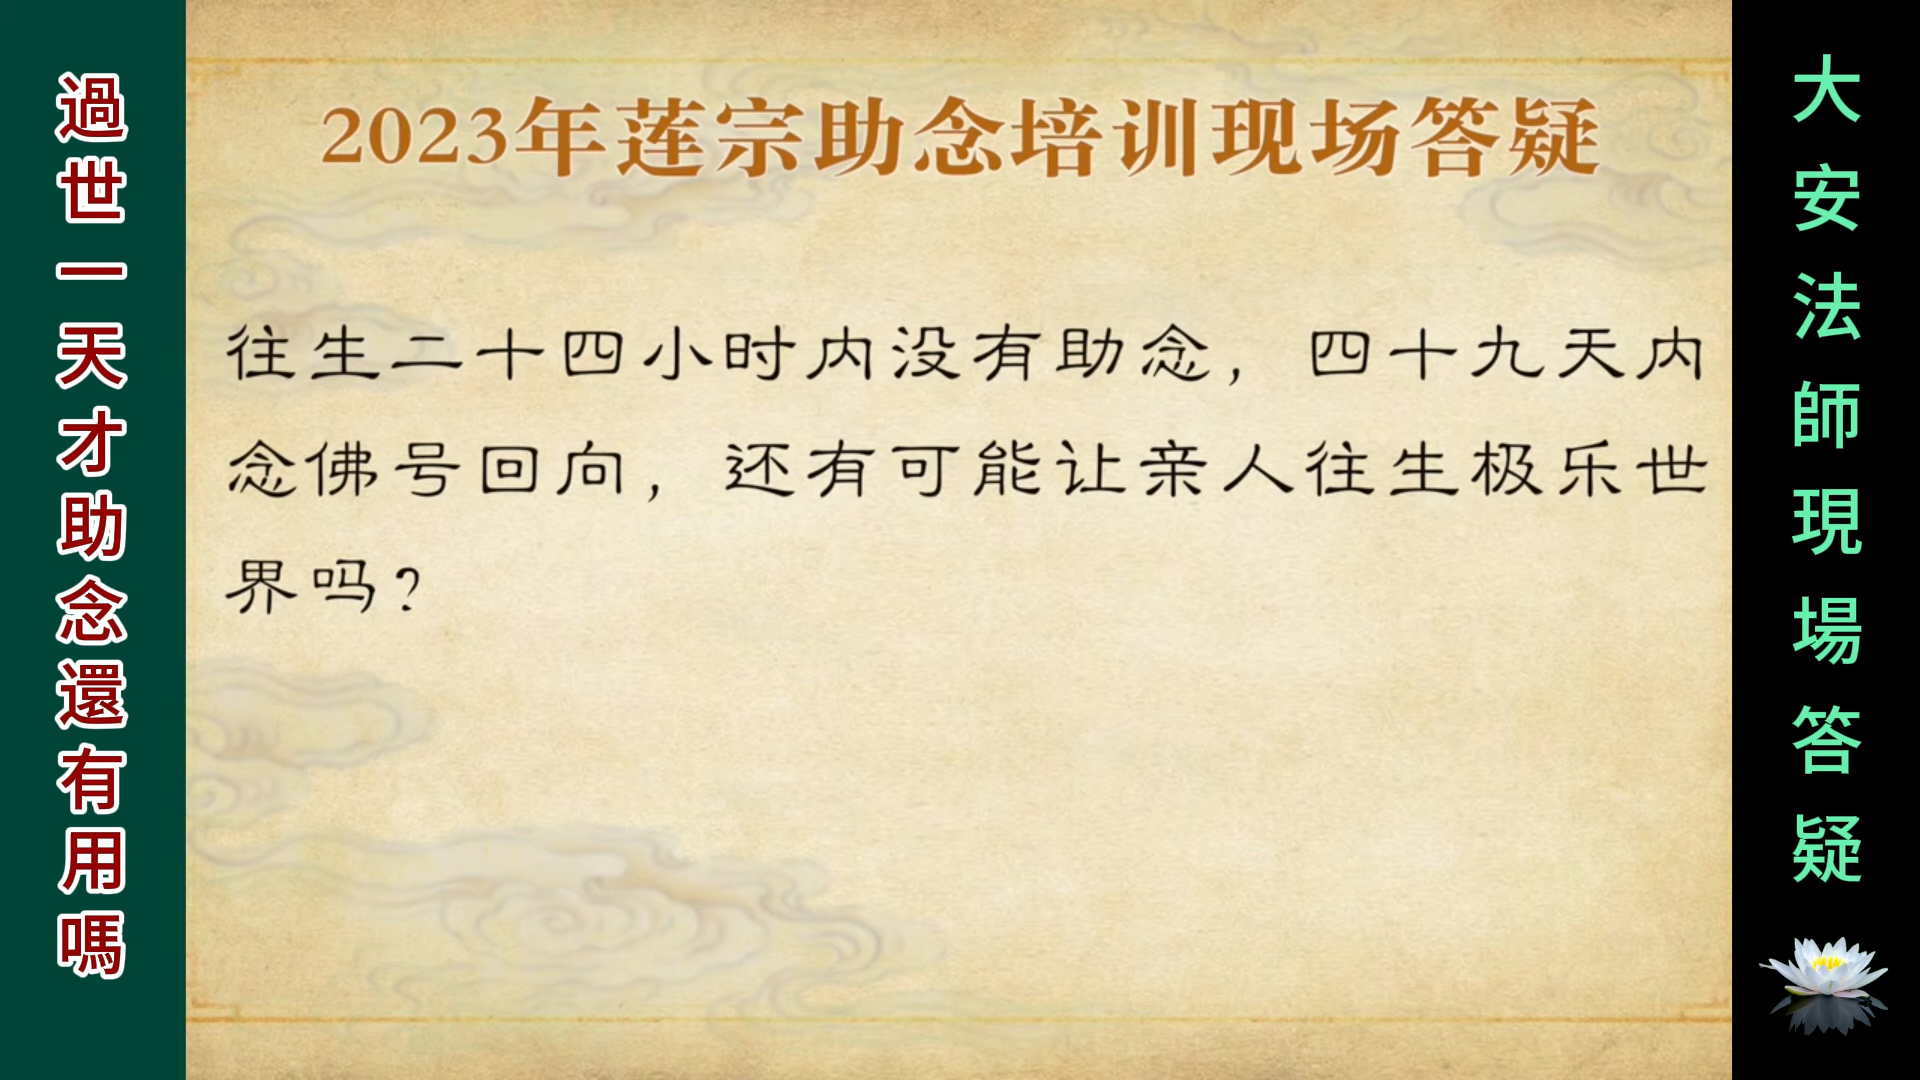 過世一天才助念還有用嗎
2023年莲宗助念培训现场答疑
往生二十四小时内没有助念，四十九天内
念佛号回向，还有可能让亲人往生极乐世
界吗？
大安法師現場答疑